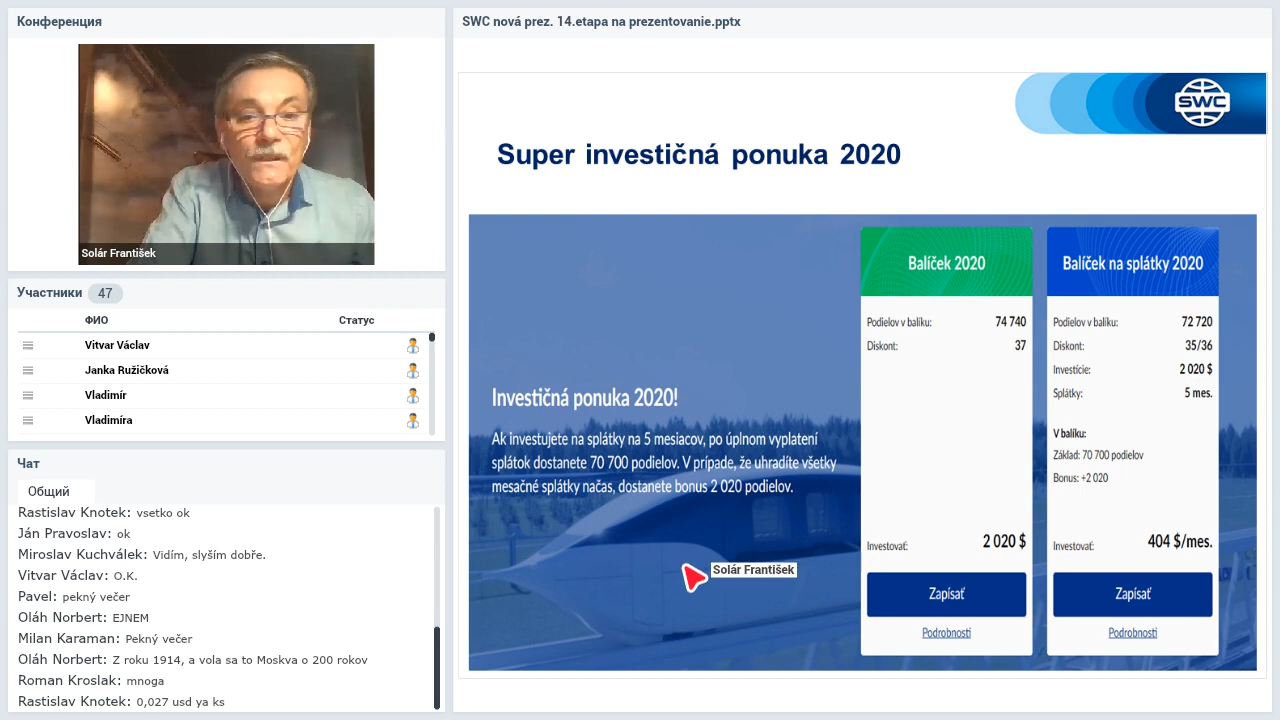 Конференция
Solár František
Участники 47
ФИО Статус
Vitvar Václav
Janka Ružičková
Vladimír
Vladimíra
Чат
Общий
Rastislav Knotek: vsetko ok
Ján Pravoslav: ok
Miroslav Kuchválek: Vidím, slyším dobře.
Vitvar Václav: O.K.
Pavel: pekný večer
Oláh Norbert: EJNEM
Milan Karaman: Pekný večer
Oláh Norbert: Z roku 1914, a vola sa to Moskva o 200 rokov
Roman Kroslak: mnoga
Rastislav Knotek: 0,027 usd ya ks
SWC nová prez. 14.etapa na prezentovanie.pptx
SWC
Super investičná ponuka 2020
Investičná ponuka 2020!
Ak investujete na splátky na 5 mesiacov, po úplnom vyplatení
splátok dostanete 70 700 podielov. V prípade, že uhradíte všetky
mesačné splátky načas, dostanete bonus 2 020 podielov.
Solár František
Balíček 2020
Podielov v balíku: 74 740
Diskont: 37
Investovať: 2 020 $
Zapísať
Podrobnosti
Balíček na splátky 2020
Podielov v balíku: 72 720
Diskont: 35/36
Investície: 2 020 $
Splátky: 5 mes.
V balíku:
Základ: 70 700 podielov
Bonus: +2 020
Investovať: 404 $/mes.
Zapísať
Podrobnosti